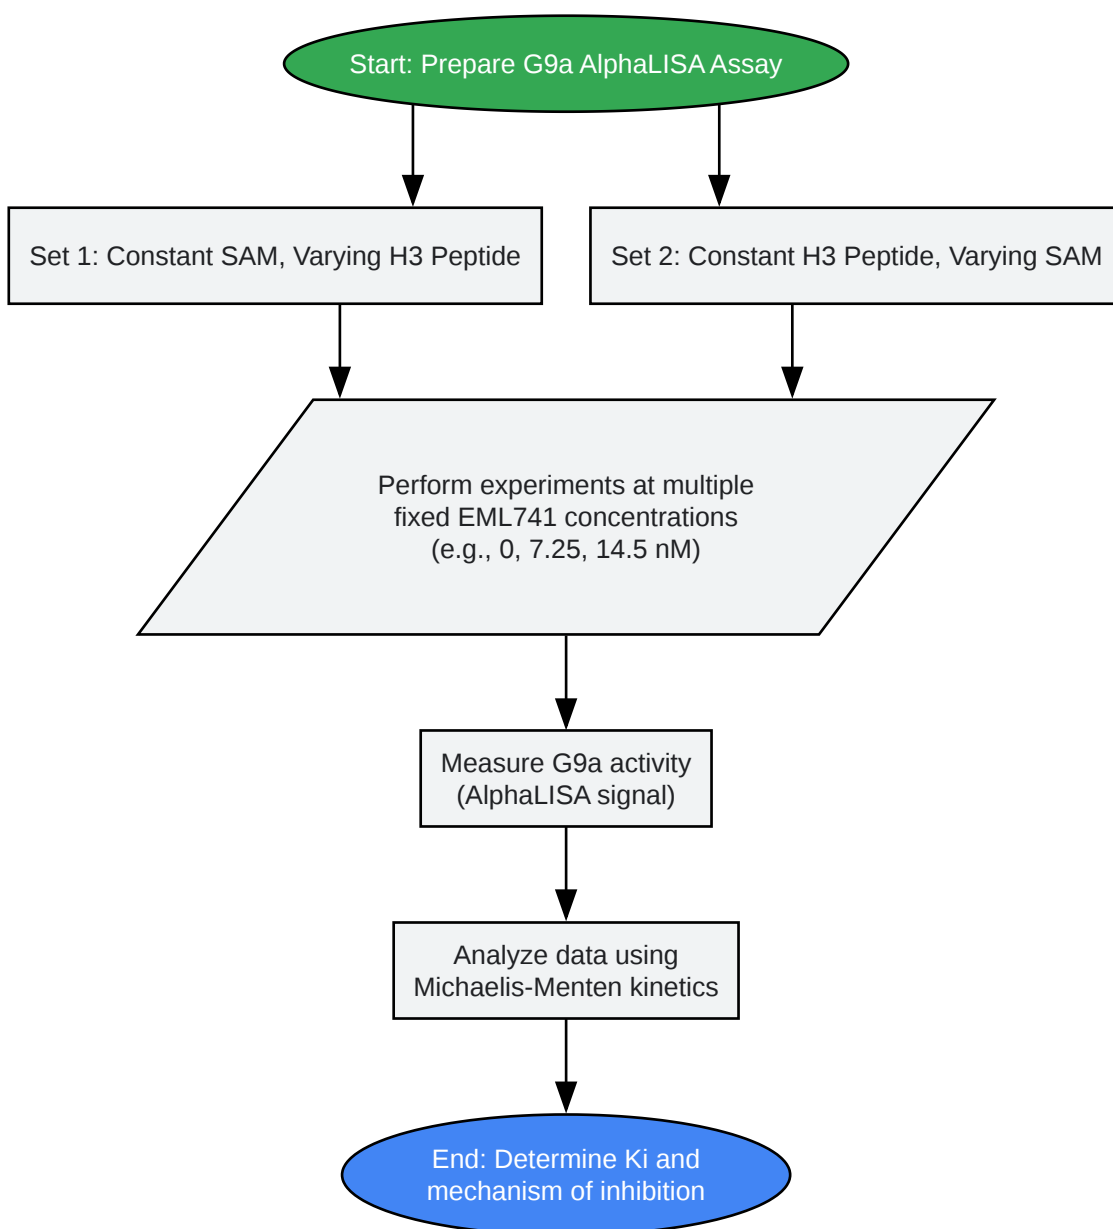 Start: Prepare G9a AlphaLISA Assay
Set 1: Constant SAM, Varying H3 Peptide
Set 2: Constant H3 Peptide, Varying SAM
Perform experiments at multiple
fixed EML741 concentrations
(e.g., 0, 7.25, 14.5 nM)
Measure G9a activity
(AlphaLISA signal)
Analyze data using
Michaelis-Menten kinetics
End: Determine Ki and
mechanism of inhibition